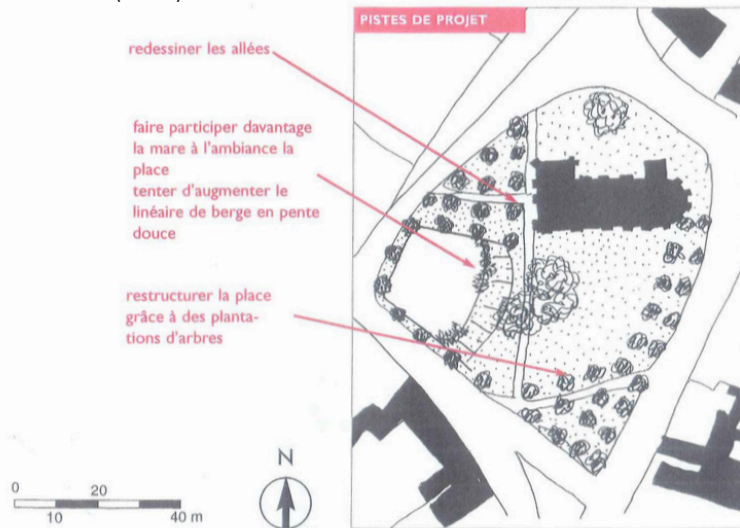 PISTES DE PROJET
redessiner les allées
faire participer davantage
la mare à l'ambiance la
place
tenter d'augmenter le
linéaire de berge en pente
douce
restructurer la place
grâce à des planta-
tions d'arbres
N
0 20
10 40 m